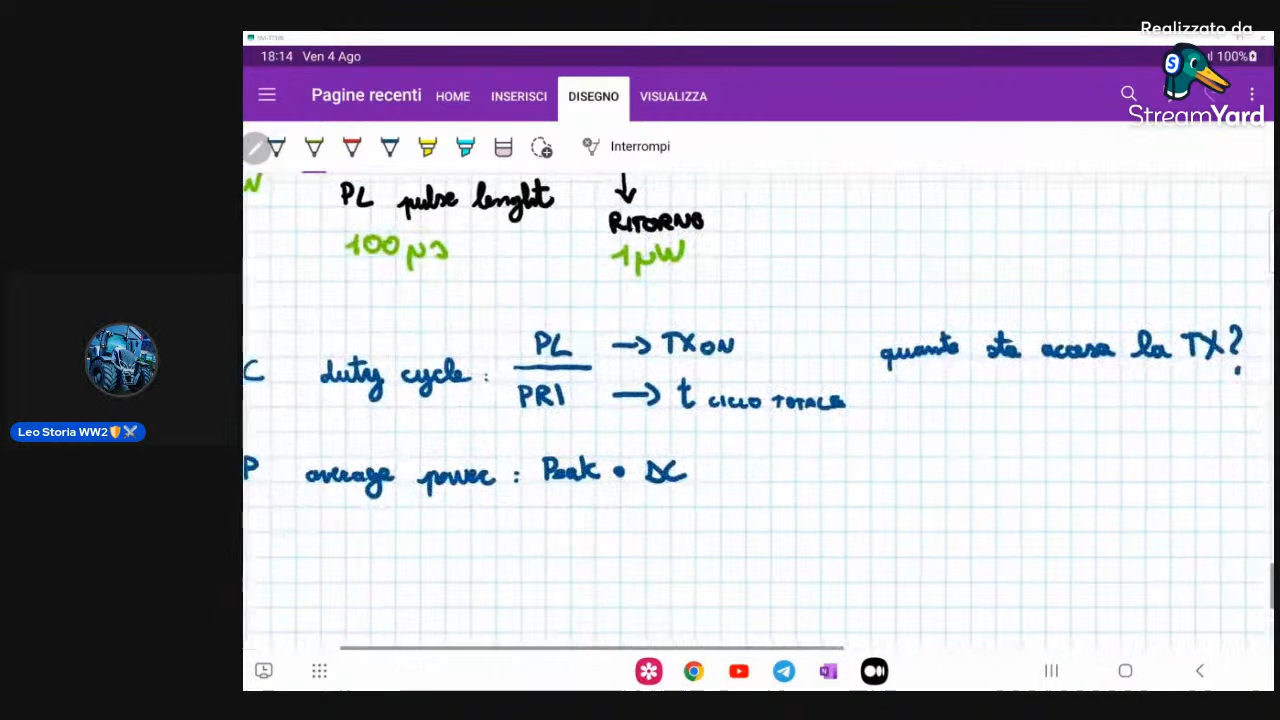 Realizzato da
StreamYard
18:14 Ven 4 Ago
100%
Pagine recenti HOME INSERISCI DISEGNO VISUALIZZA
Interrompi
PL pulse lenght
RITORNO
100 μs
1 μW
C duty cycle : PL → TX ON quanto sta accesa la TX?
PRI → t CICLO TOTALE
P average power : Peak • DC
Leo Storia WW2🛡️⚔️